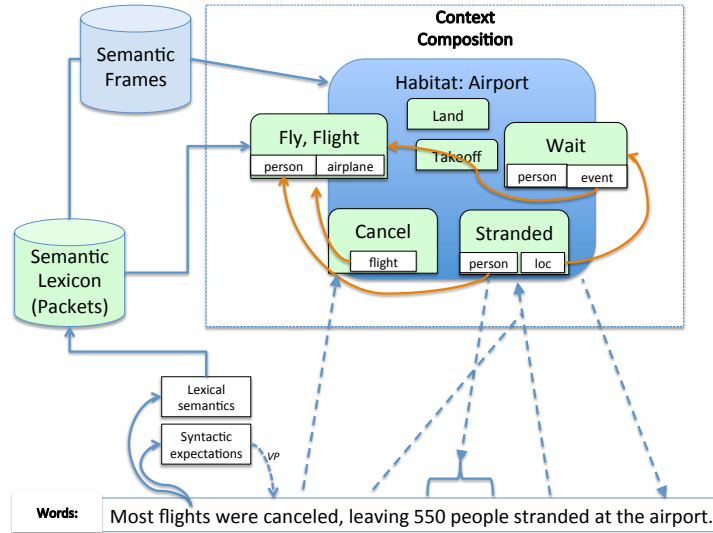 Context
Composition
Semantic
Frames
Habitat: Airport
Land
Fly, Flight
Takeoff
Wait
person airplane
person event
Cancel
Stranded
flight
person loc
Semantic
Lexicon
(Packets)
Lexical
semantics
Syntactic
expectations
VP
Words: Most flights were canceled, leaving 550 people stranded at the airport.